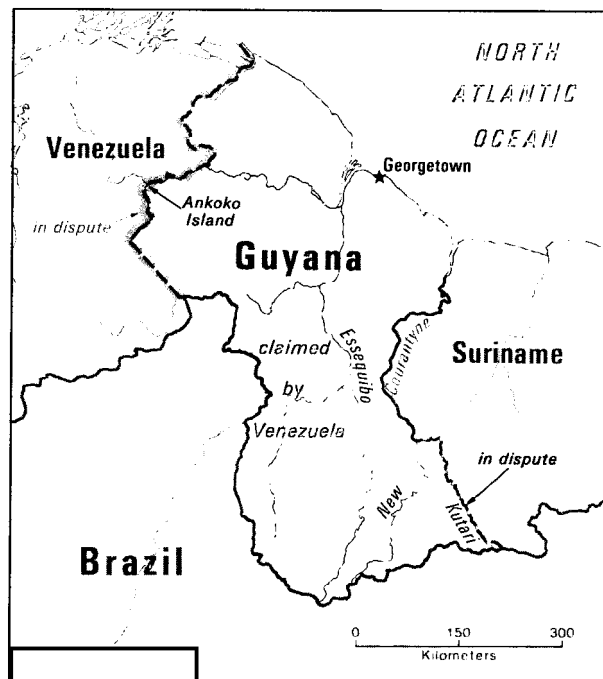 NORTH
ATLANTIC
OCEAN
Venezuela
Georgetown
Ankoko
Island
in dispute
Guyana
claimed
by
Venezuela
Essequibo
Courantyne
Suriname
in dispute
New
Kutari
Brazil
0 150 300
Kilometers